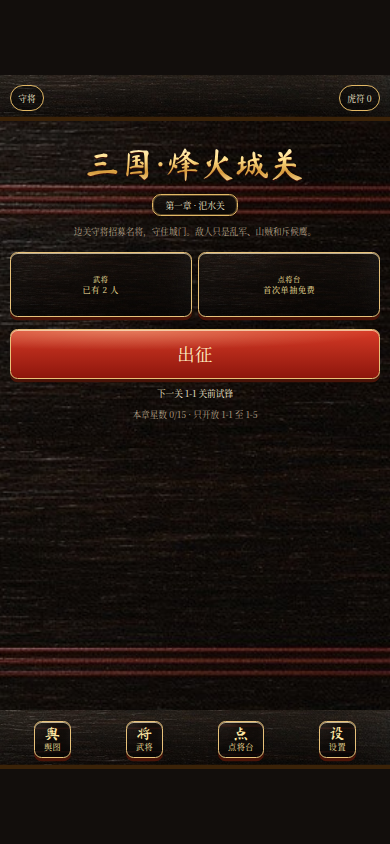 守将
虎符 0
三国·烽火城关
第一章 · 汜水关
边关守将招募名将，守住城门。敌人只是乱军、山贼和斥候鹰。
武将
已有 2 人
点将台
首次单抽免费
出征
下一关 1-1 关前试锋
本章星数 0/15 · 只开放 1-1 至 1-5
舆
舆图
将
武将
点
点将台
设
设置